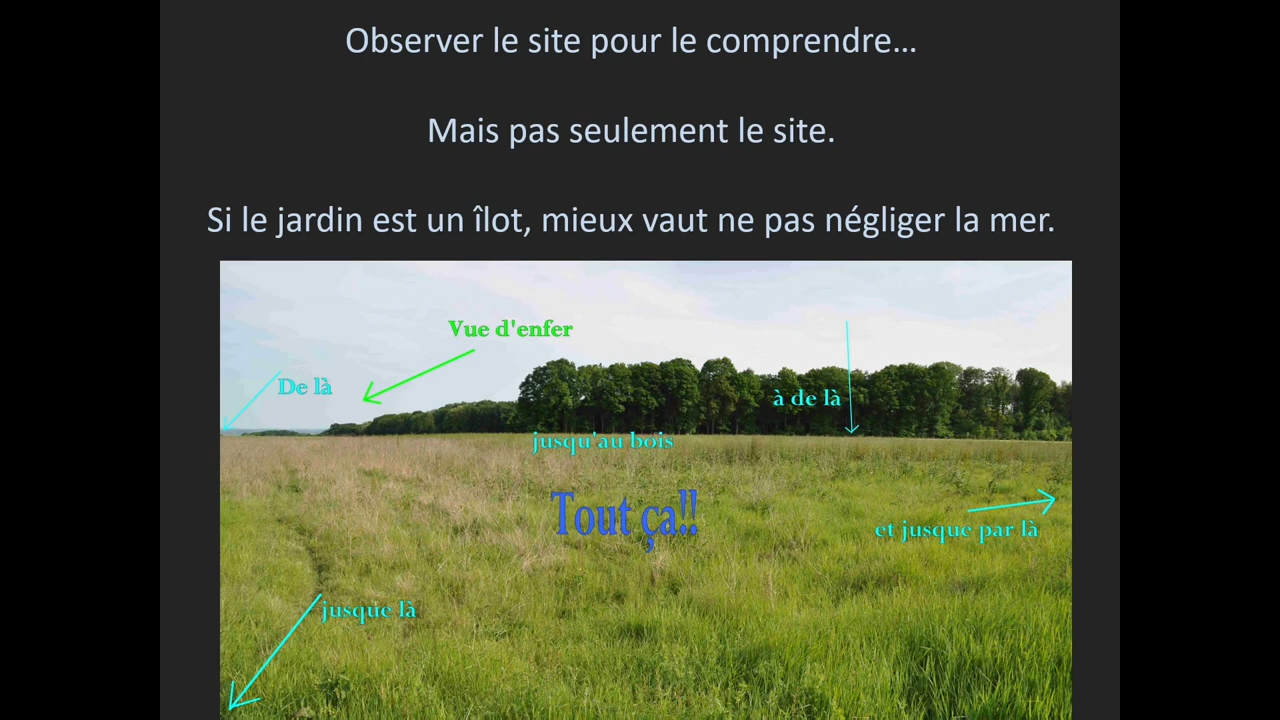 Observer le site pour le comprendre...
Mais pas seulement le site.
Si le jardin est un îlot, mieux vaut ne pas négliger la mer.
Vue d'enfer
De là
à de là
jusqu'au bois
Tout ça!!
et jusque par là
jusque là